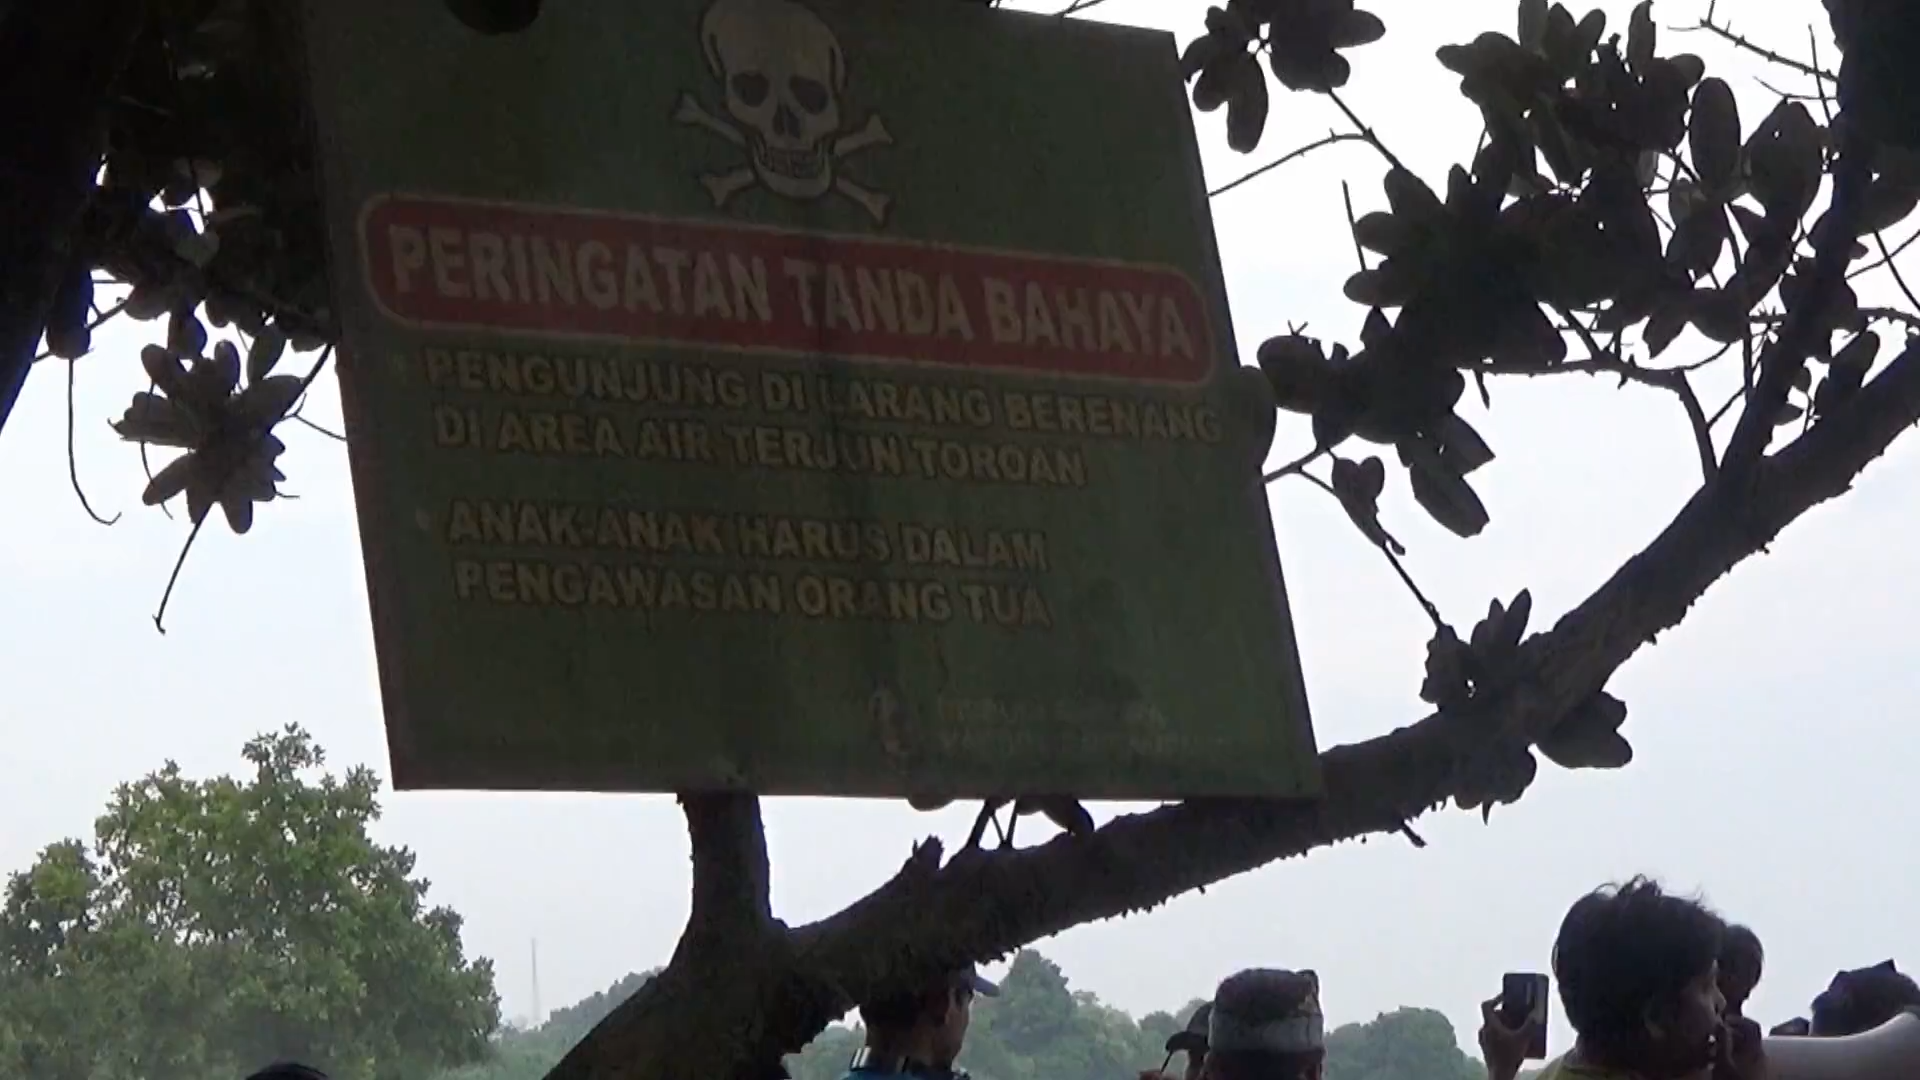 PERINGATAN TANDA BAHAYA
PENGUNJUNG DI LARANG BERENANG
DI AREA AIR TERJUN TOROAN
ANAK-ANAK HARUS DALAM
PENGAWASAN ORANG TUA